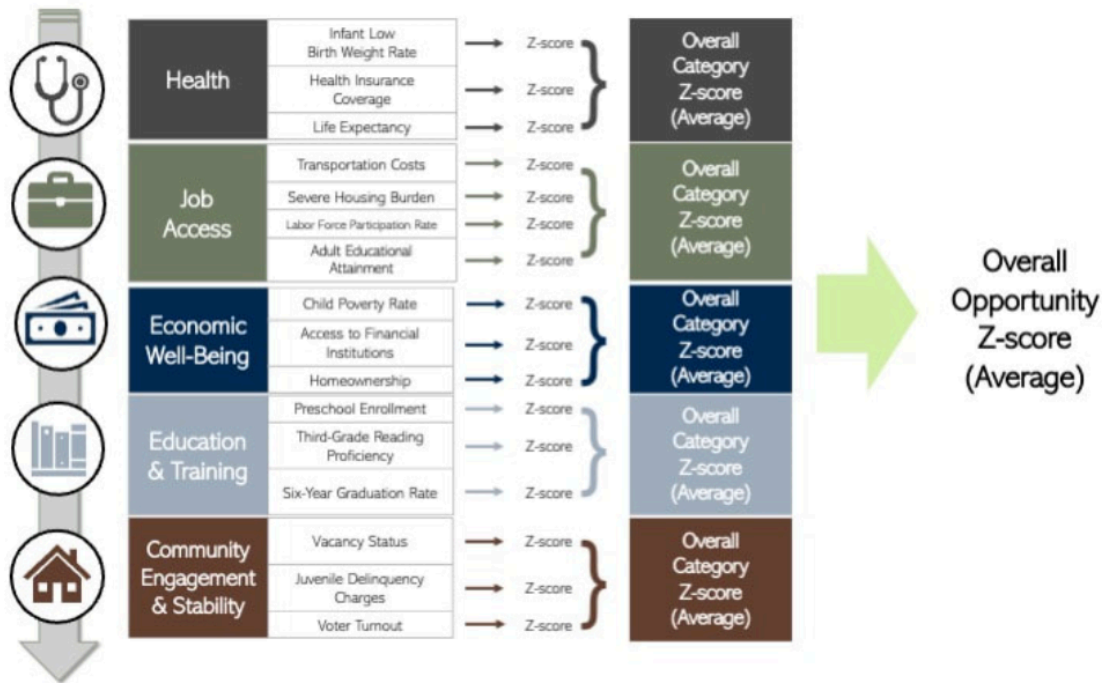 Health
Infant Low
Birth Weight Rate
Z-score
Health Insurance
Coverage
Z-score
Life Expectancy
Z-score
Overall
Category
Z-score
(Average)
Job
Access
Transportation Costs
Z-score
Severe Housing Burden
Z-score
Labor Force Participation Rate
Z-score
Adult Educational
Attainment
Z-score
Overall
Category
Z-score
(Average)
Economic
Well-Being
Child Poverty Rate
Z-score
Access to Financial
Institutions
Z-score
Homeownership
Z-score
Overall
Category
Z-score
(Average)
Education
& Training
Preschool Enrollment
Z-score
Third-Grade Reading
Proficiency
Z-score
Six-Year Graduation Rate
Z-score
Overall
Category
Z-score
(Average)
Community
Engagement
& Stability
Vacancy Status
Z-score
Juvenile Delinquency
Charges
Z-score
Voter Turnout
Z-score
Overall
Category
Z-score
(Average)
Overall
Opportunity
Z-score
(Average)